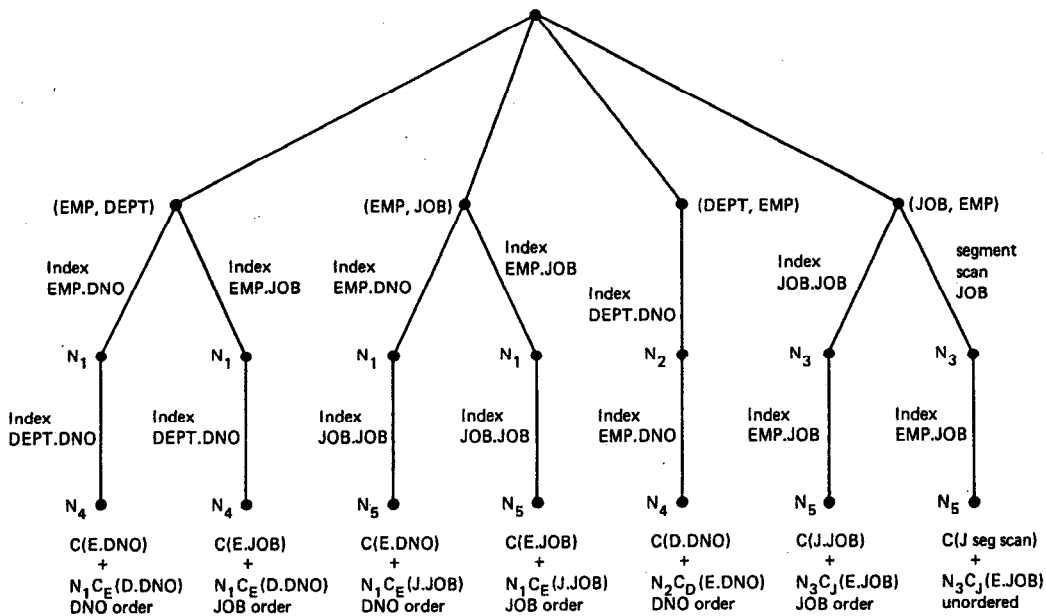 (EMP, DEPT)
(EMP, JOB)
(DEPT, EMP)
(JOB, EMP)
Index
EMP.DNO
Index
EMP.JOB
Index
EMP.DNO
Index
EMP.JOB
Index
DEPT.DNO
Index
JOB.JOB
segment
scan
JOB
N1
N1
N1
N1
N2
N3
N3
Index
DEPT.DNO
Index
DEPT.DNO
Index
JOB.JOB
Index
JOB.JOB
Index
EMP.DNO
Index
EMP.JOB
Index
EMP.JOB
N4
N4
N5
N5
N4
N5
N5
C(E.DNO)
+
N1CE(D.DNO)
DNO order
C(E.JOB)
+
N1CE(D.DNO)
JOB order
C(E.DNO)
+
N1CE(J.JOB)
DNO order
C(E.JOB)
+
N1CE(J.JOB)
JOB order
C(D.DNO)
+
N2CD(E.DNO)
DNO order
C(J.JOB)
+
N3CJ(E.JOB)
JOB order
C(J seg scan)
+
N3CJ(E.JOB)
unordered